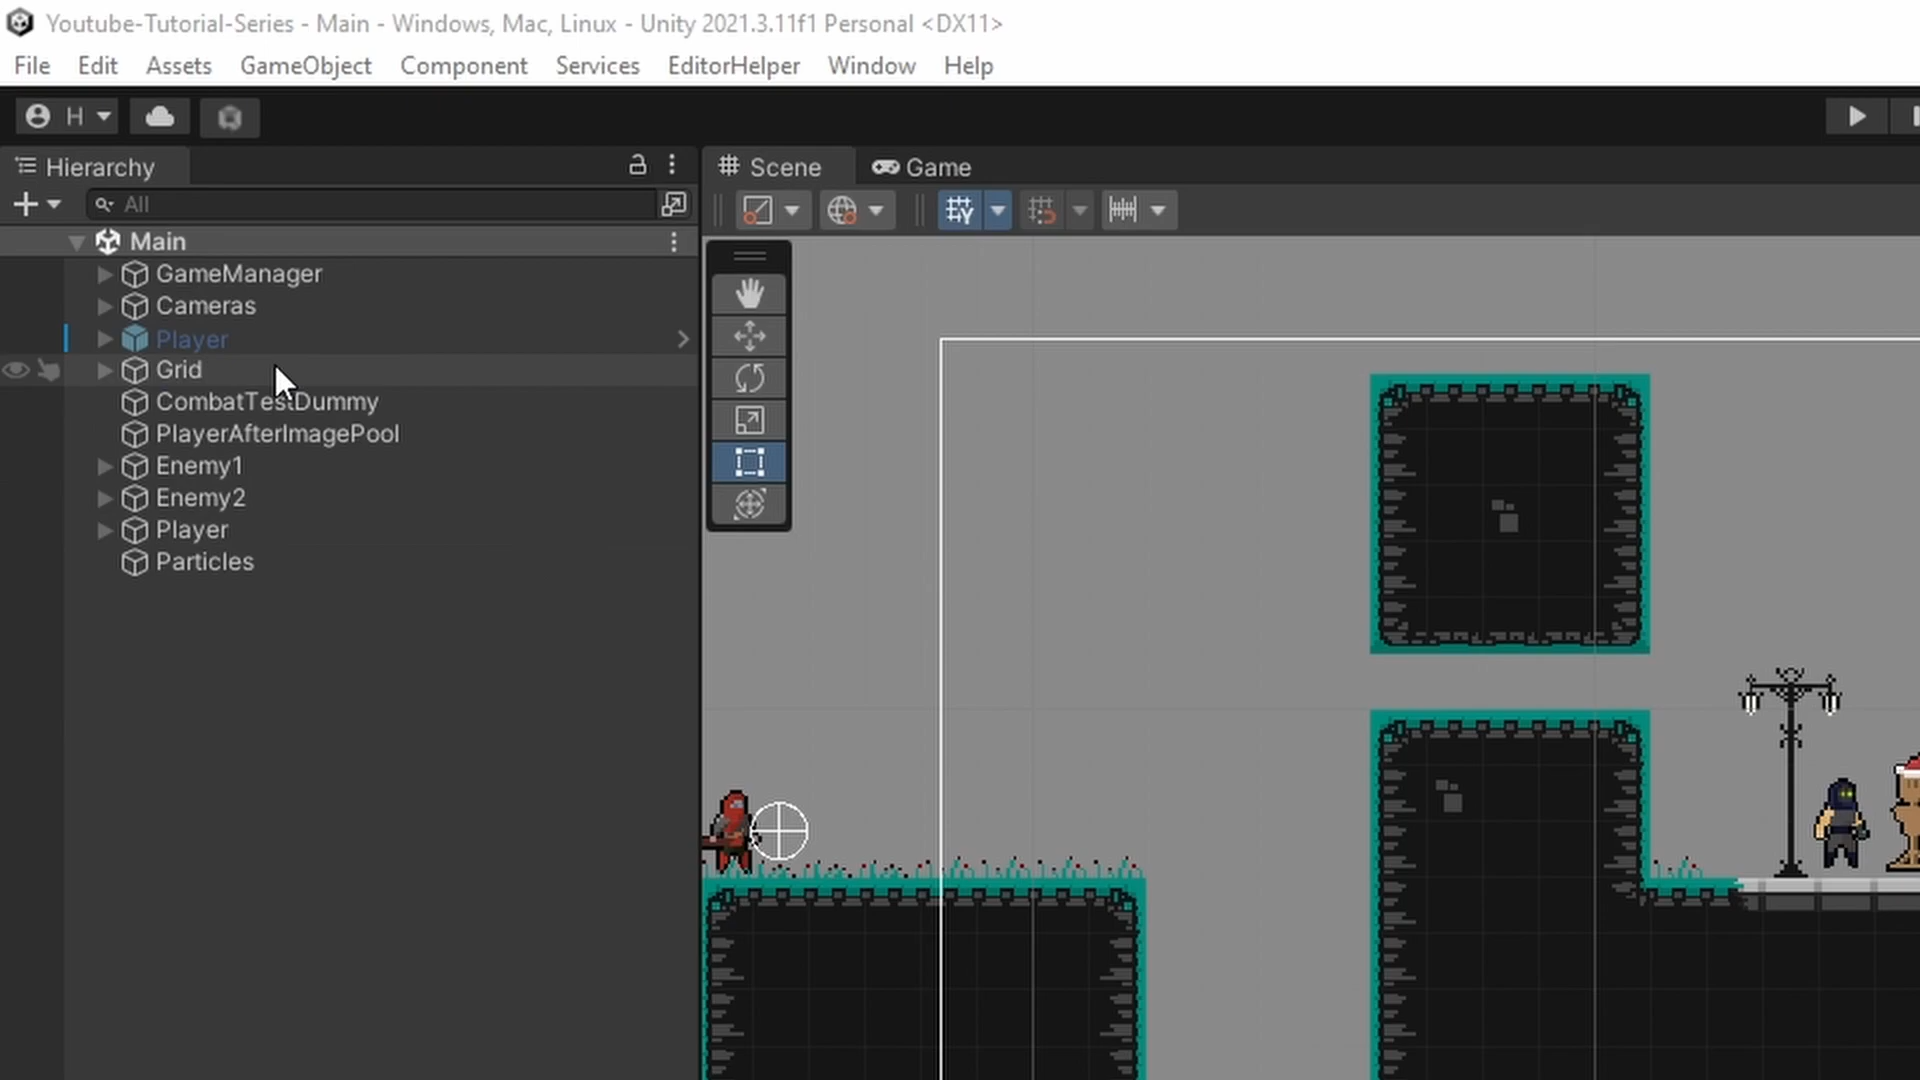 Youtube-Tutorial-Series - Main - Windows, Mac, Linux - Unity 2021.3.11f1 Personal <DX11>
File Edit Assets GameObject Component Services EditorHelper Window Help
H
Hierarchy
Scene
Game
All
Main
GameManager
Cameras
Player
Grid
CombatTestDummy
PlayerAfterImagePool
Enemy1
Enemy2
Player
Particles